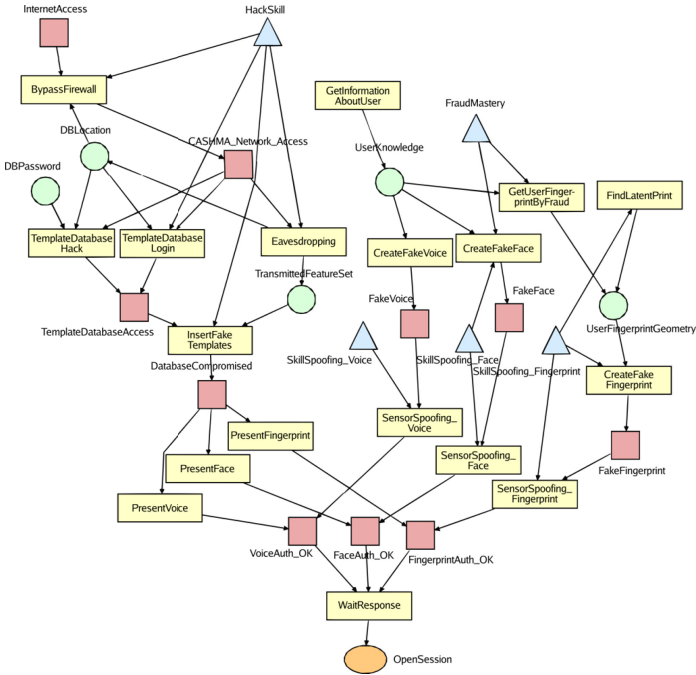 InternetAccess
HackSkill
BypassFirewall
GetInformation
AboutUser
FraudMastery
DBLocation
CASHMA_Network_Access
UserKnowledge
DBPassword
GetUserFinger-
printByFraud
FindLatentPrint
TemplateDatabase
Hack
TemplateDatabase
Login
Eavesdropping
CreateFakeVoice
CreateFakeFace
TransmittedFeatureSet
FakeVoice
FakeFace
TemplateDatabaseAccess
InsertFake
Templates
UserFingerprintGeometry
SkillSpoofing_Voice
SkillSpoofing_Face
SkillSpoofing_Fingerprint
DatabaseCompromised
CreateFake
Fingerprint
SensorSpoofing_
Voice
PresentFingerprint
PresentFace
SensorSpoofing_
Face
FakeFingerprint
SensorSpoofing_
Fingerprint
PresentVoice
VoiceAuth_OK
FaceAuth_OK
FingerprintAuth_OK
WaitResponse
OpenSession